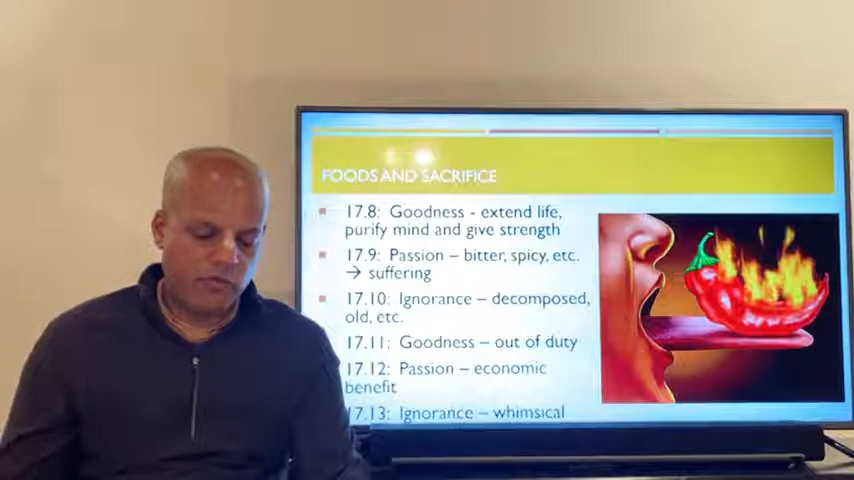 FOODS AND SACRIFICE
17.8: Goodness - extend life,
purify mind and give strength
17.9: Passion – bitter, spicy, etc.
→ suffering
17.10: Ignorance – decomposed,
old, etc.
17.11: Goodness – out of duty
17.12: Passion – economic
benefit
17.13: Ignorance – whimsical